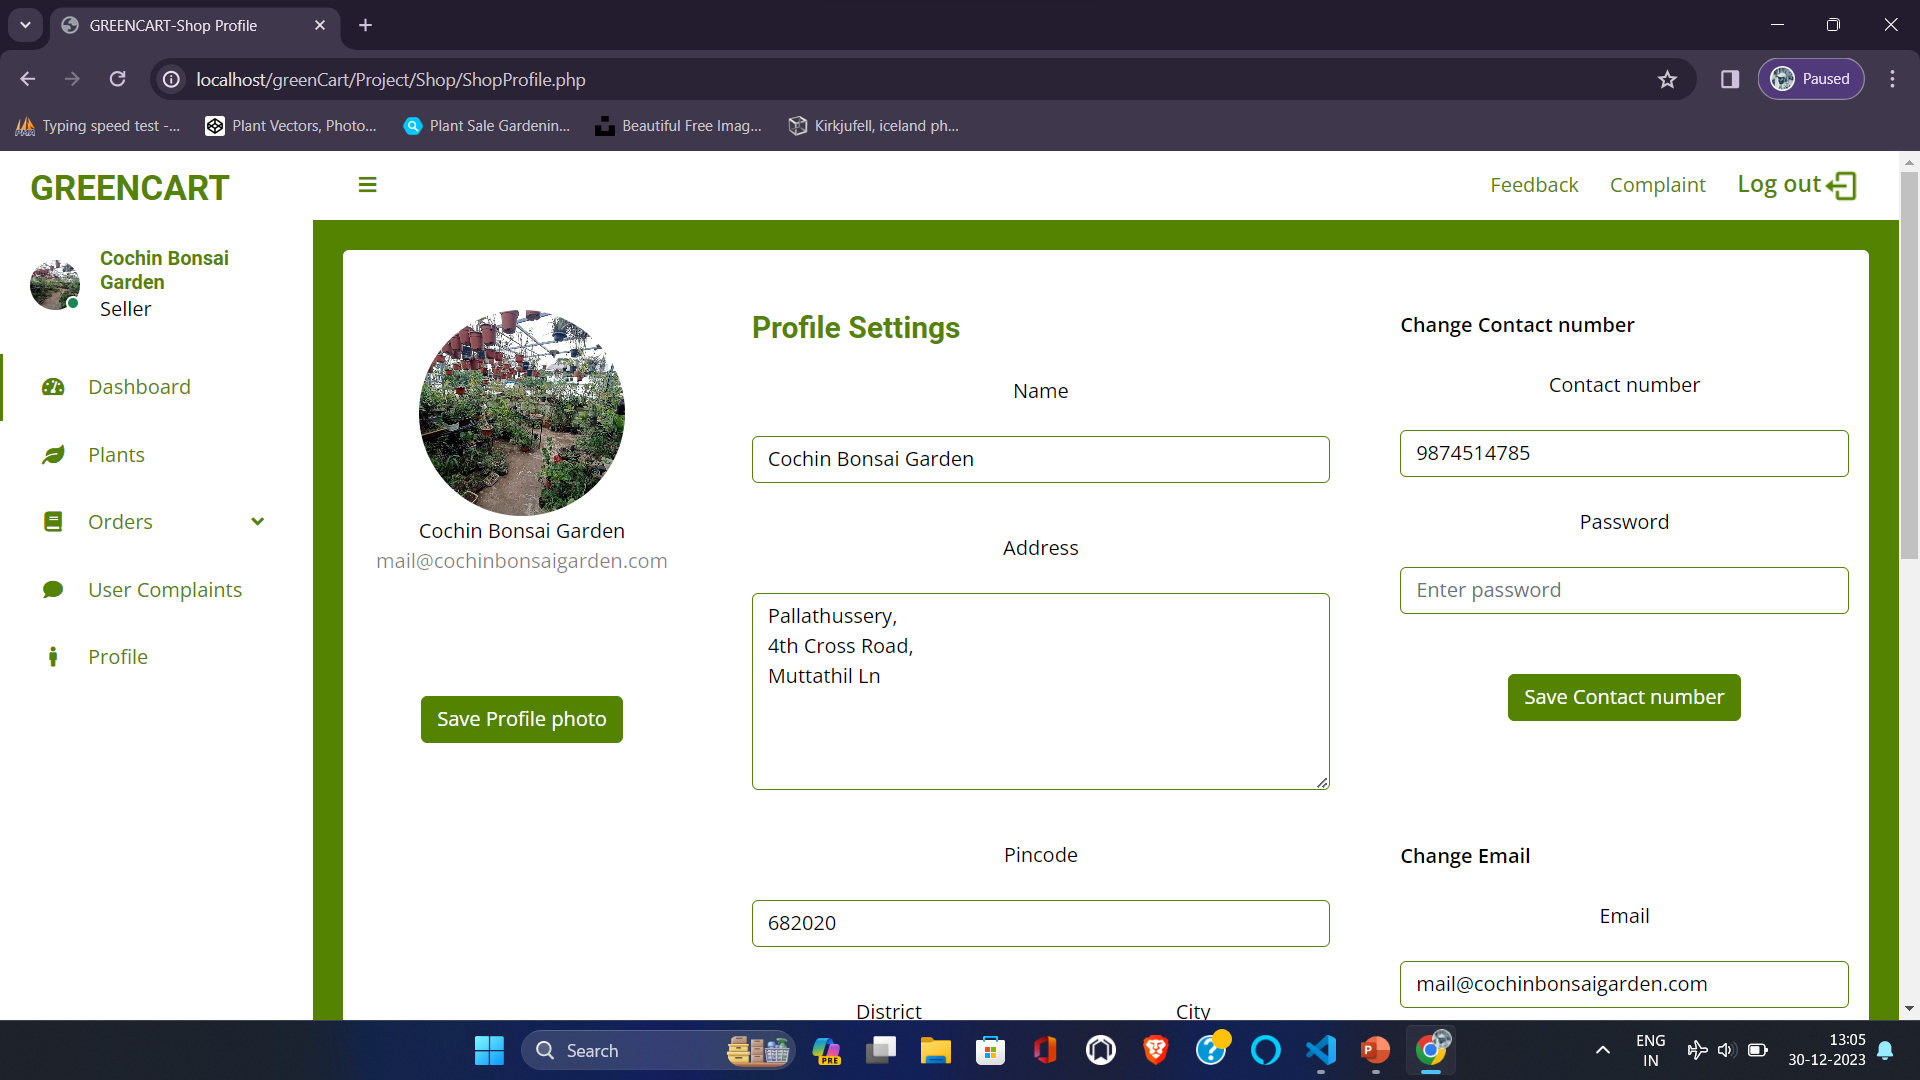 GREENCART-Shop Profile
localhost/greenCart/Project/Shop/ShopProfile.php
Paused
Typing speed test -...
Plant Vectors, Photo...
Plant Sale Gardenin...
Beautiful Free Imag...
Kirkjufell, iceland ph...
GREENCART
Feedback
Complaint
Log out
Cochin Bonsai
Garden
Seller
Dashboard
Plants
Orders
User Complaints
Profile
Cochin Bonsai Garden
mail@cochinbonsaigarden.com
Save Profile photo
Profile Settings
Name
Cochin Bonsai Garden
Address
Pallathussery,
4th Cross Road,
Muttathil Ln
Pincode
682020
District
City
Change Contact number
Contact number
9874514785
Password
Enter password
Save Contact number
Change Email
Email
mail@cochinbonsaigarden.com
Search
PRE
ENG
IN
13:05
30-12-2023